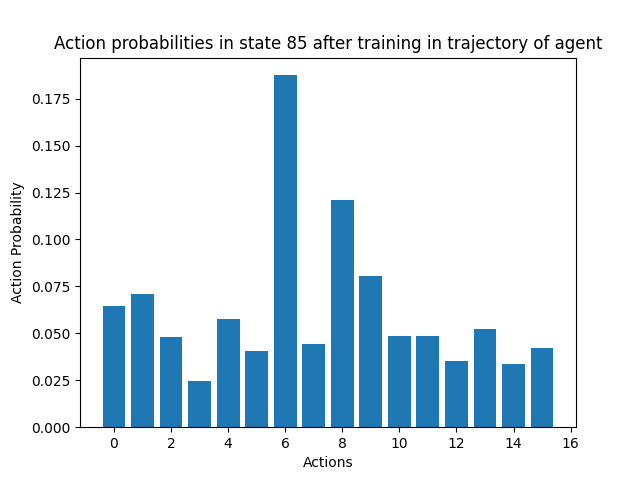 Action probabilities in state 85 after training in trajectory of agent
0.175
0.150
0.125
0.100
0.075
0.050
0.025
0.000
Action Probability
0 2 4 6 8 10 12 14 16
Actions